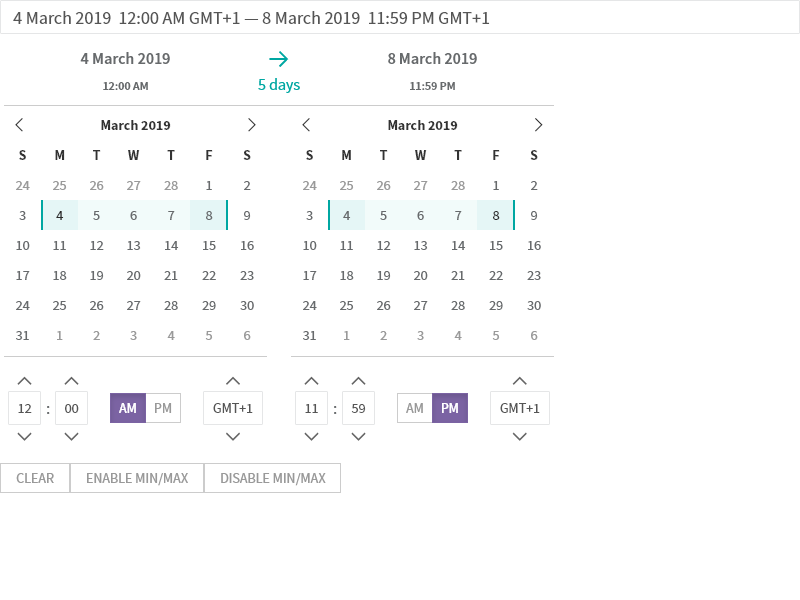 4 March 2019 12:00 AM GMT+1 — 8 March 2019 11:59 PM GMT+1
4 March 2019 8 March 2019
12:00 AM 5 days 11:59 PM
March 2019 March 2019
S M T W T F S S M T W T F S
24 25 26 27 28 1 2 24 25 26 27 28 1 2
3 4 5 6 7 8 9 3 4 5 6 7 8 9
10 11 12 13 14 15 16 10 11 12 13 14 15 16
17 18 19 20 21 22 23 17 18 19 20 21 22 23
24 25 26 27 28 29 30 24 25 26 27 28 29 30
31 1 2 3 4 5 6 31 1 2 3 4 5 6
12 : 00 AM PM GMT+1 11 : 59 AM PM GMT+1
CLEAR ENABLE MIN/MAX DISABLE MIN/MAX